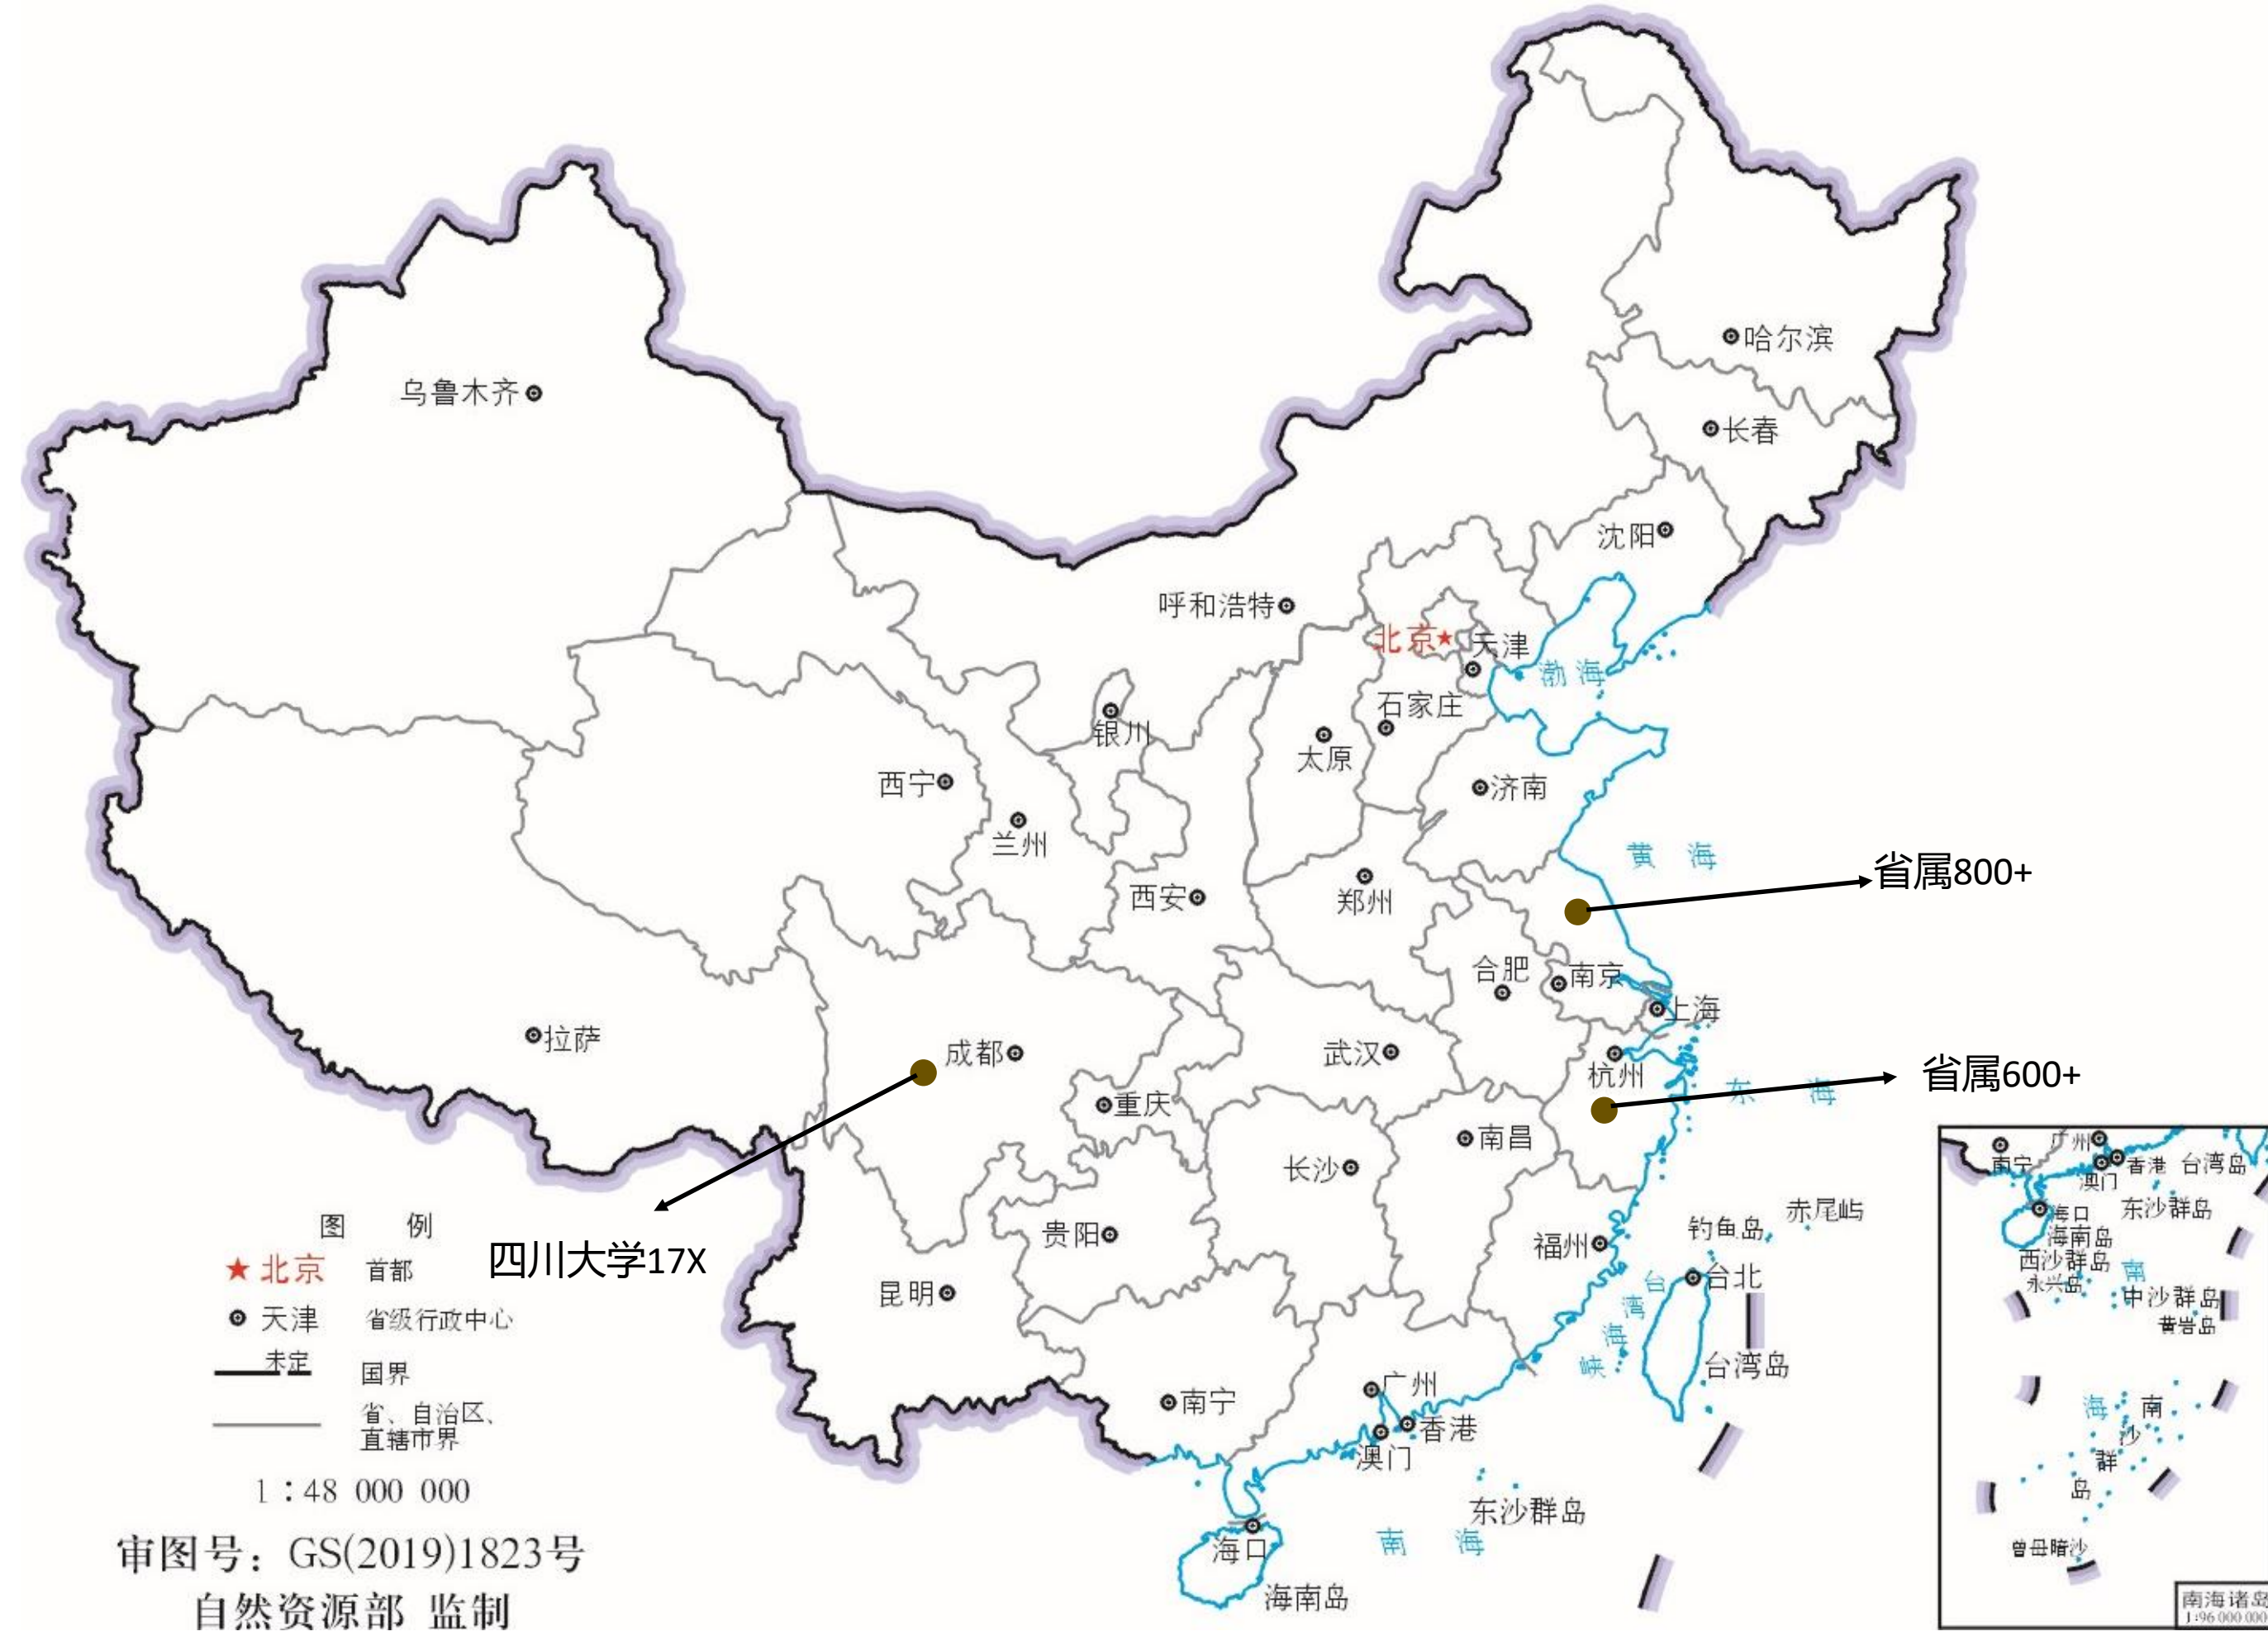 哈尔滨
乌鲁木齐
长春
沈阳
呼和浩特
北京
天津
渤海
石家庄
银川
太原
西宁
济南
兰州
黄 海
省属800+
西安
郑州
合肥
南京
上海
拉萨
成都
武汉
杭州
省属600+
东 海
重庆
南昌
长沙
贵阳
福州
钓鱼岛
赤尾屿
四川大学17X
昆明
台北
台湾海峡
台湾岛
南宁
广州
香港
澳门
东沙群岛
南 海
海口
海南岛
图 例
北京 首都
天津 省级行政中心
未定
国界
省、自治区、
直辖市界
1：48 000 000
审图号：GS(2019)1823号
自然资源部 监制
广州
南宁
香港
台湾岛
澳门
海口
东沙群岛
海南岛
西沙群岛
永兴岛
南
中沙群岛
黄岩岛
海
南沙群岛
曾母暗沙
南海诸岛
1:96 000 000